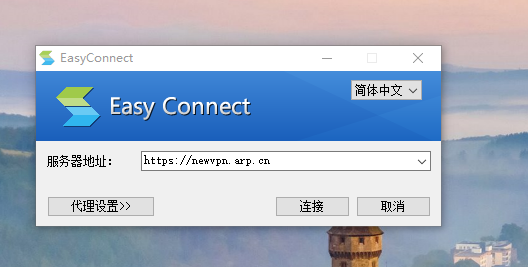 EasyConnect
Easy Connect
简体中文
服务器地址:
https://newvpn.arp.cn
代理设置>>
连接
取消